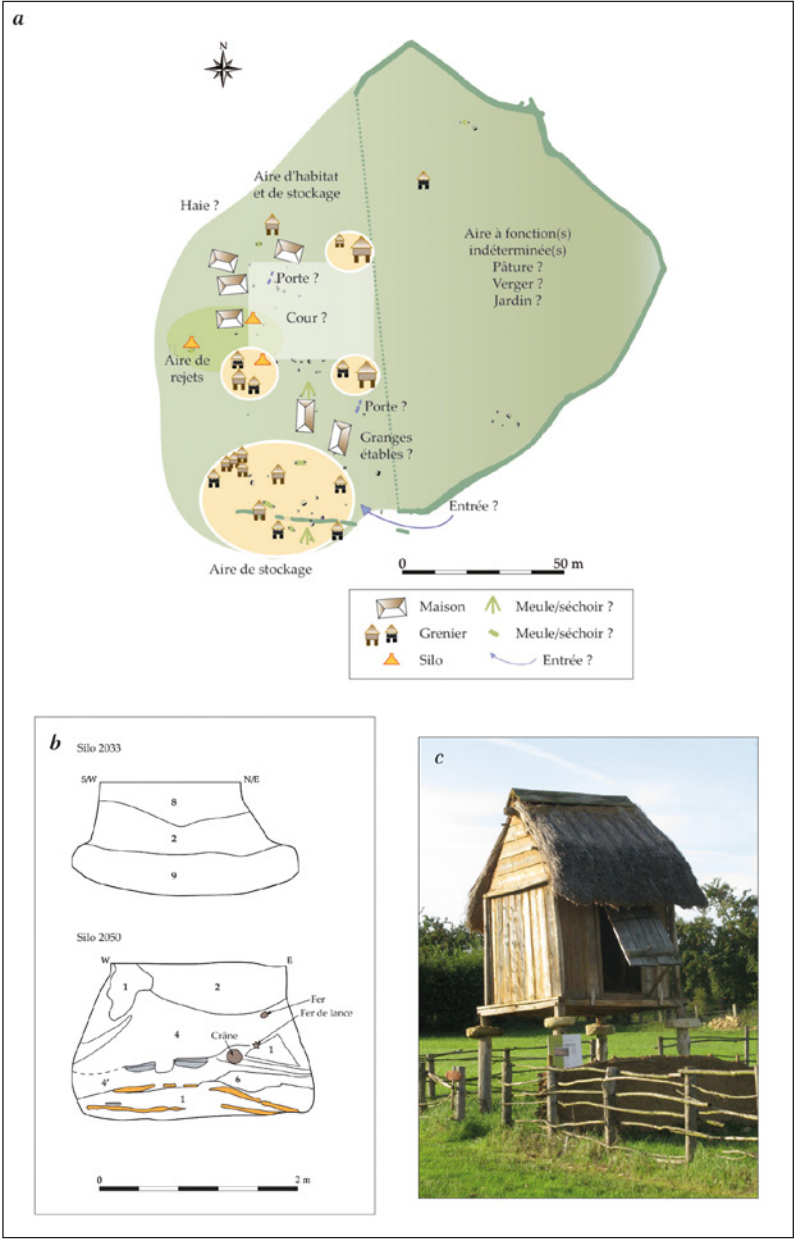 a
N
Aire d'habitat
et de stockage
Haie ?
Aire à fonction(s)
indéterminée(s)
Pâture ?
Verger ?
Jardin ?
Porte ?
Cour ?
Aire de
rejets
Porte ?
Granges
étables ?
Entrée ?
Aire de stockage
0 50 m
Maison Meule/séchoir ?
Grenier Meule/séchoir ?
Silo Entrée ?
b
Silo 2033
S/W N/E
8
2
9
Silo 2050
W E
1 2
Fer
Fer de lance
4
Crâne
1
4'
6
1
0 2 m
c